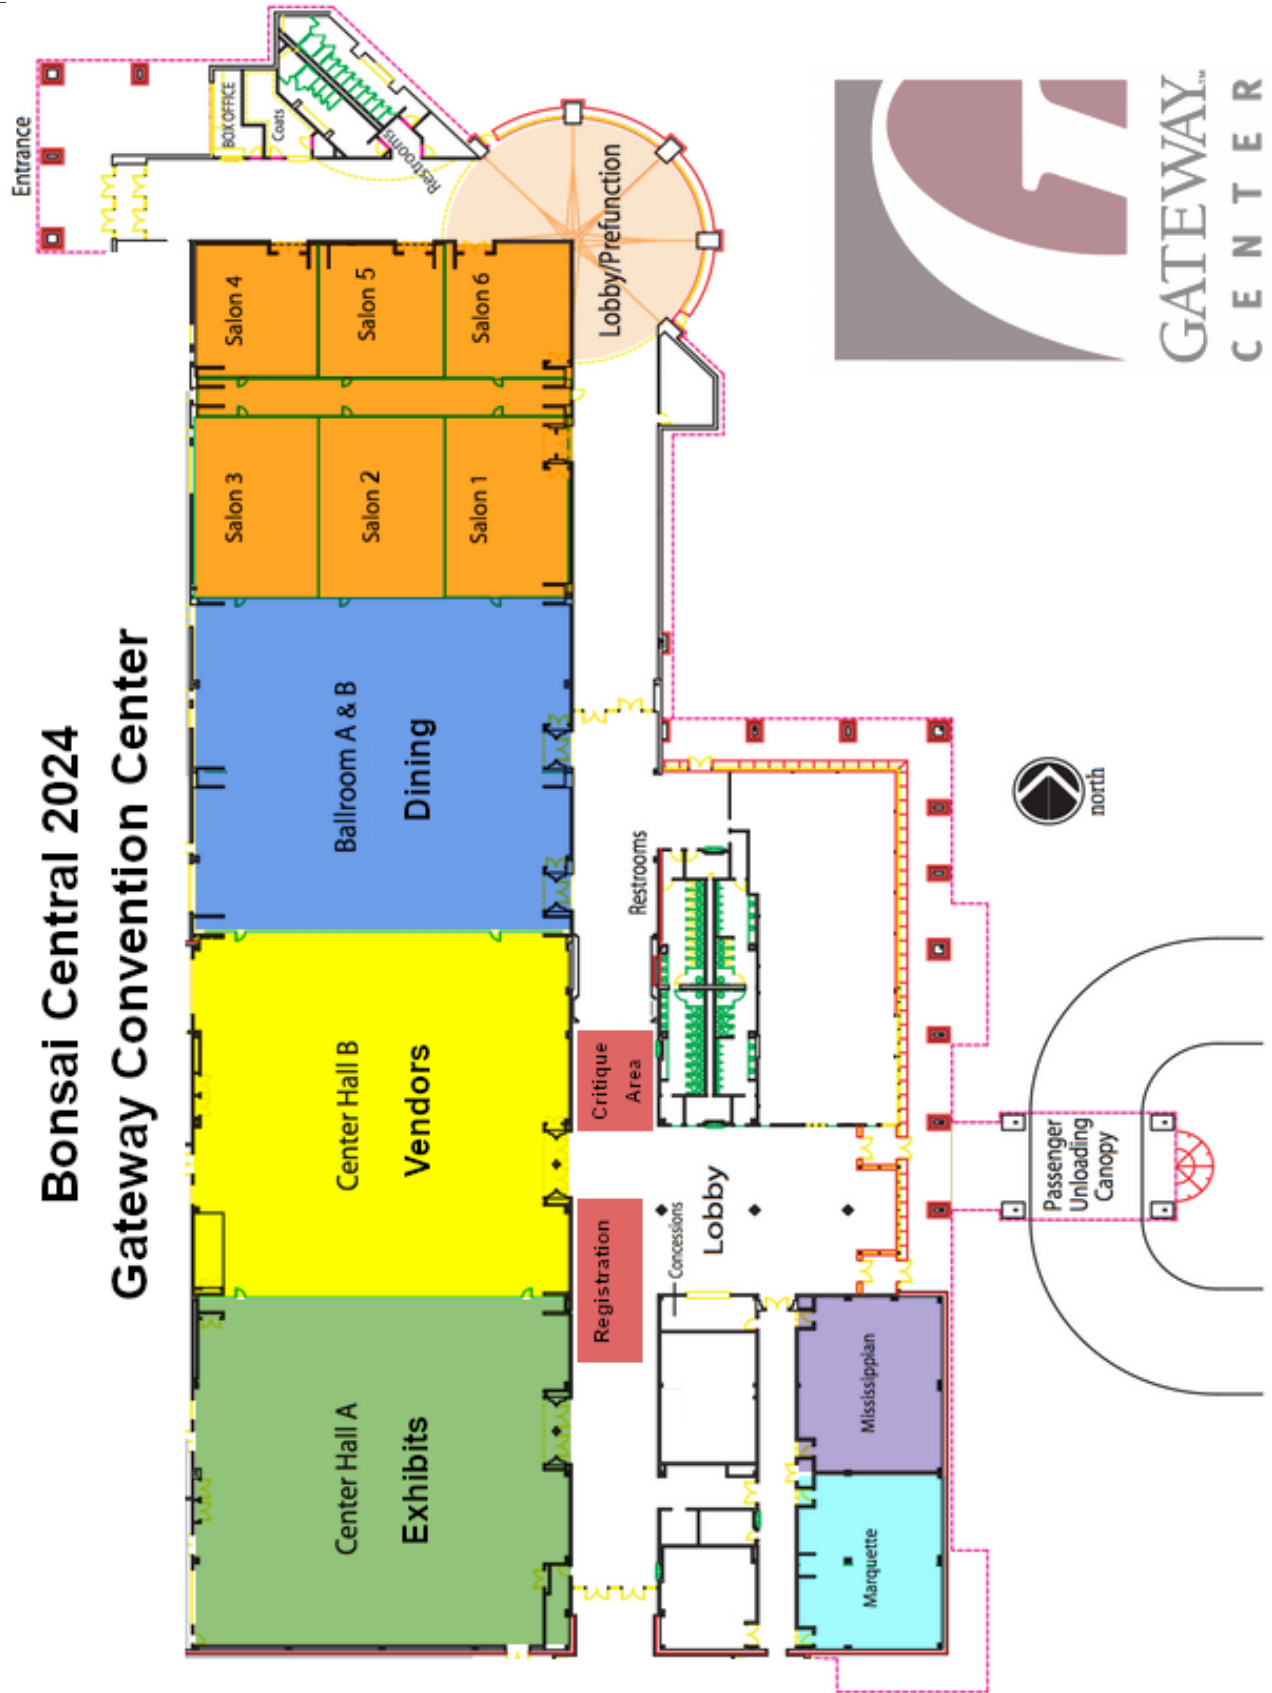 Bonsai Central 2024
Gateway Convention Center
Entrance
BOX OFFICE
Coats
Restrooms
Lobby/Prefunction
Salon 4
Salon 5
Salon 6
Salon 3
Salon 2
Salon 1
Ballroom A & B
Dining
Center Hall B
Vendors
Center Hall A
Exhibits
Restrooms
Critique
Area
Registration
Concessions
Lobby
Mississippian
Marquette
Passenger
Unloading
Canopy
north
GATEWAY™
CENTER